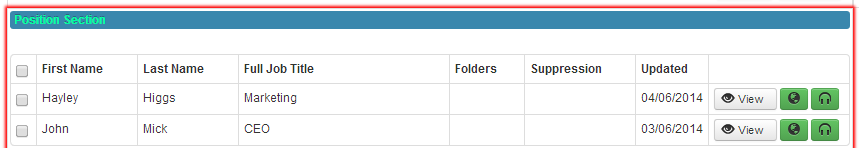 Position Section
First Name Last Name Full Job Title Folders Suppression Updated
Hayley Higgs Marketing 04/06/2014 View
John Mick CEO 03/06/2014 View